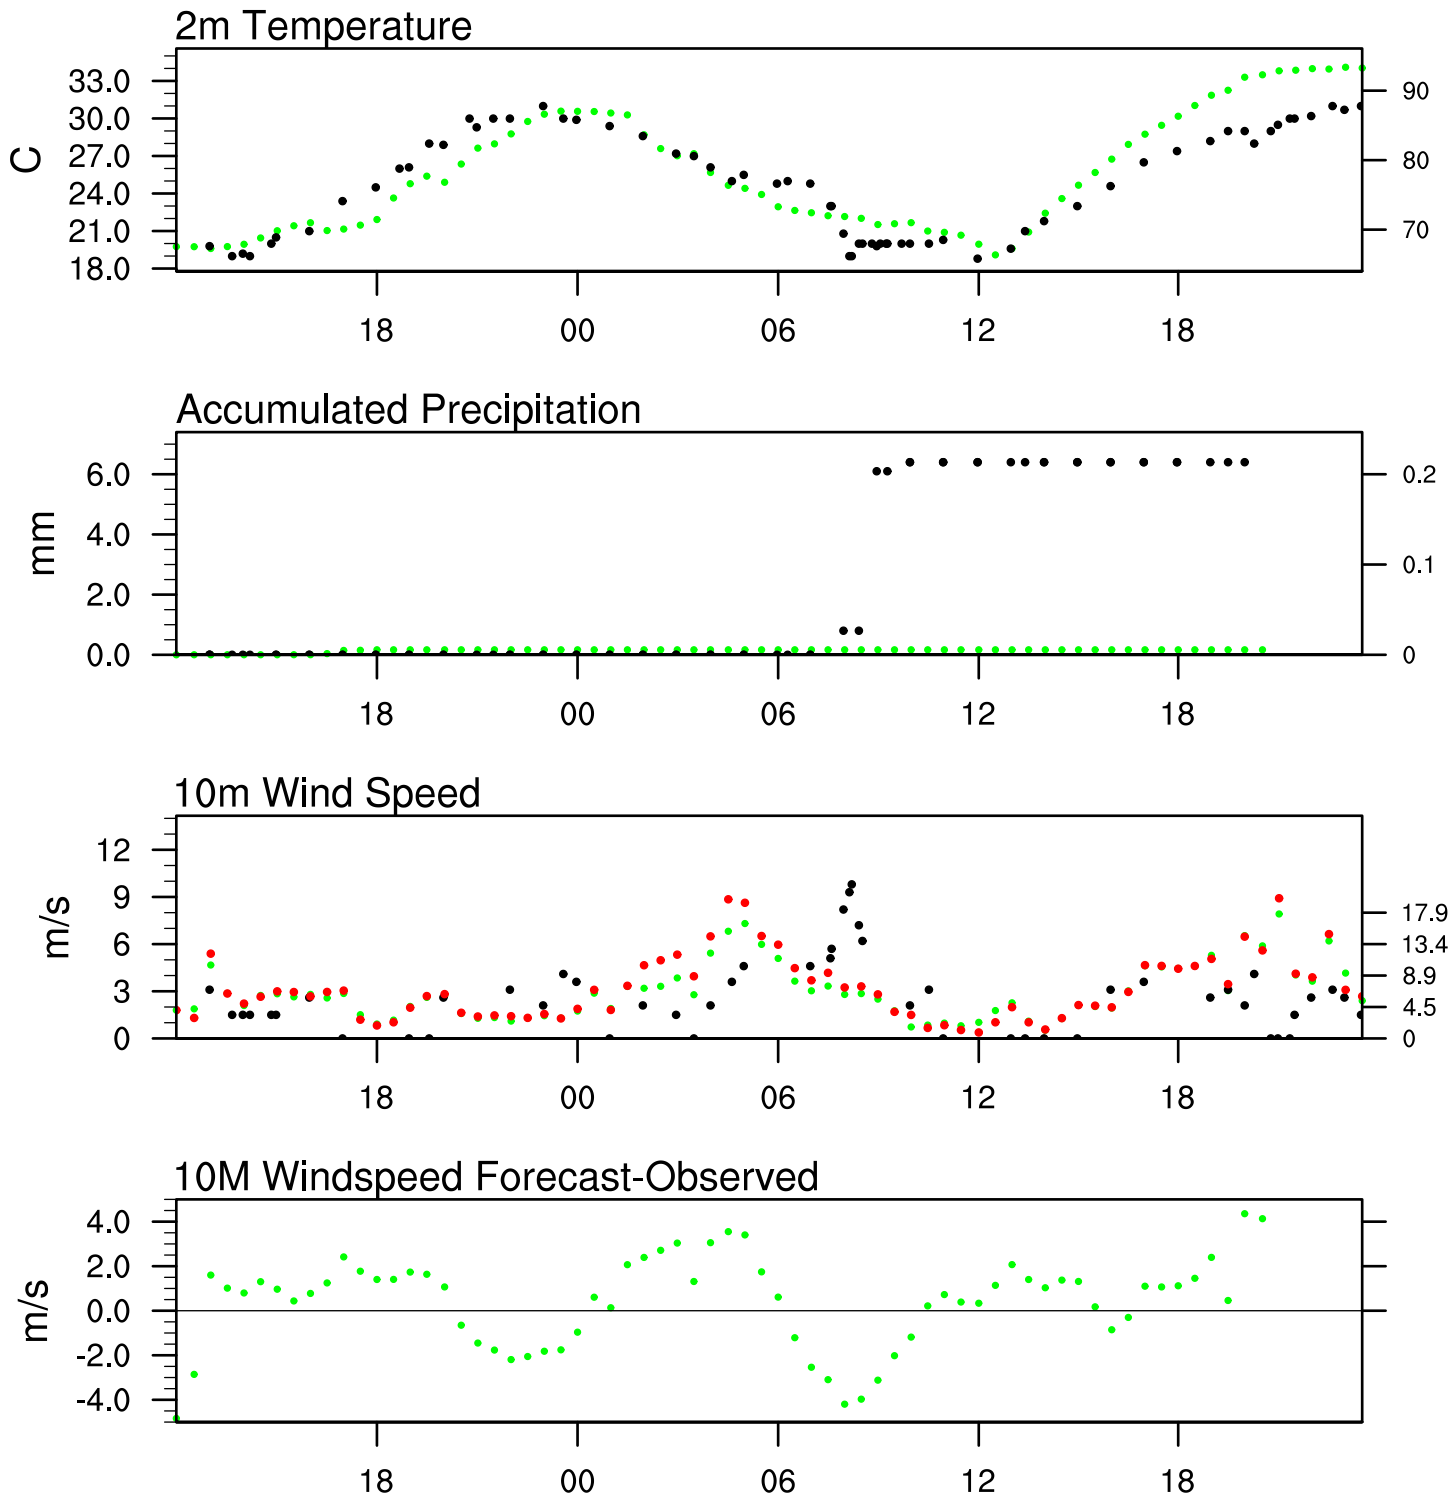 2m Temperature
33.0
30.0
27.0
24.0
21.0
18.0
C
90
80
70
18 00 06 12 18
Accumulated Precipitation
6.0
4.0
2.0
0.0
mm
0.2
0.1
0
18 00 06 12 18
10m Wind Speed
12
9
6
3
0
m/s
17.9
13.4
8.9
4.5
0
18 00 06 12 18
10M Windspeed Forecast-Observed
4.0
2.0
0.0
-2.0
-4.0
m/s
18 00 06 12 18